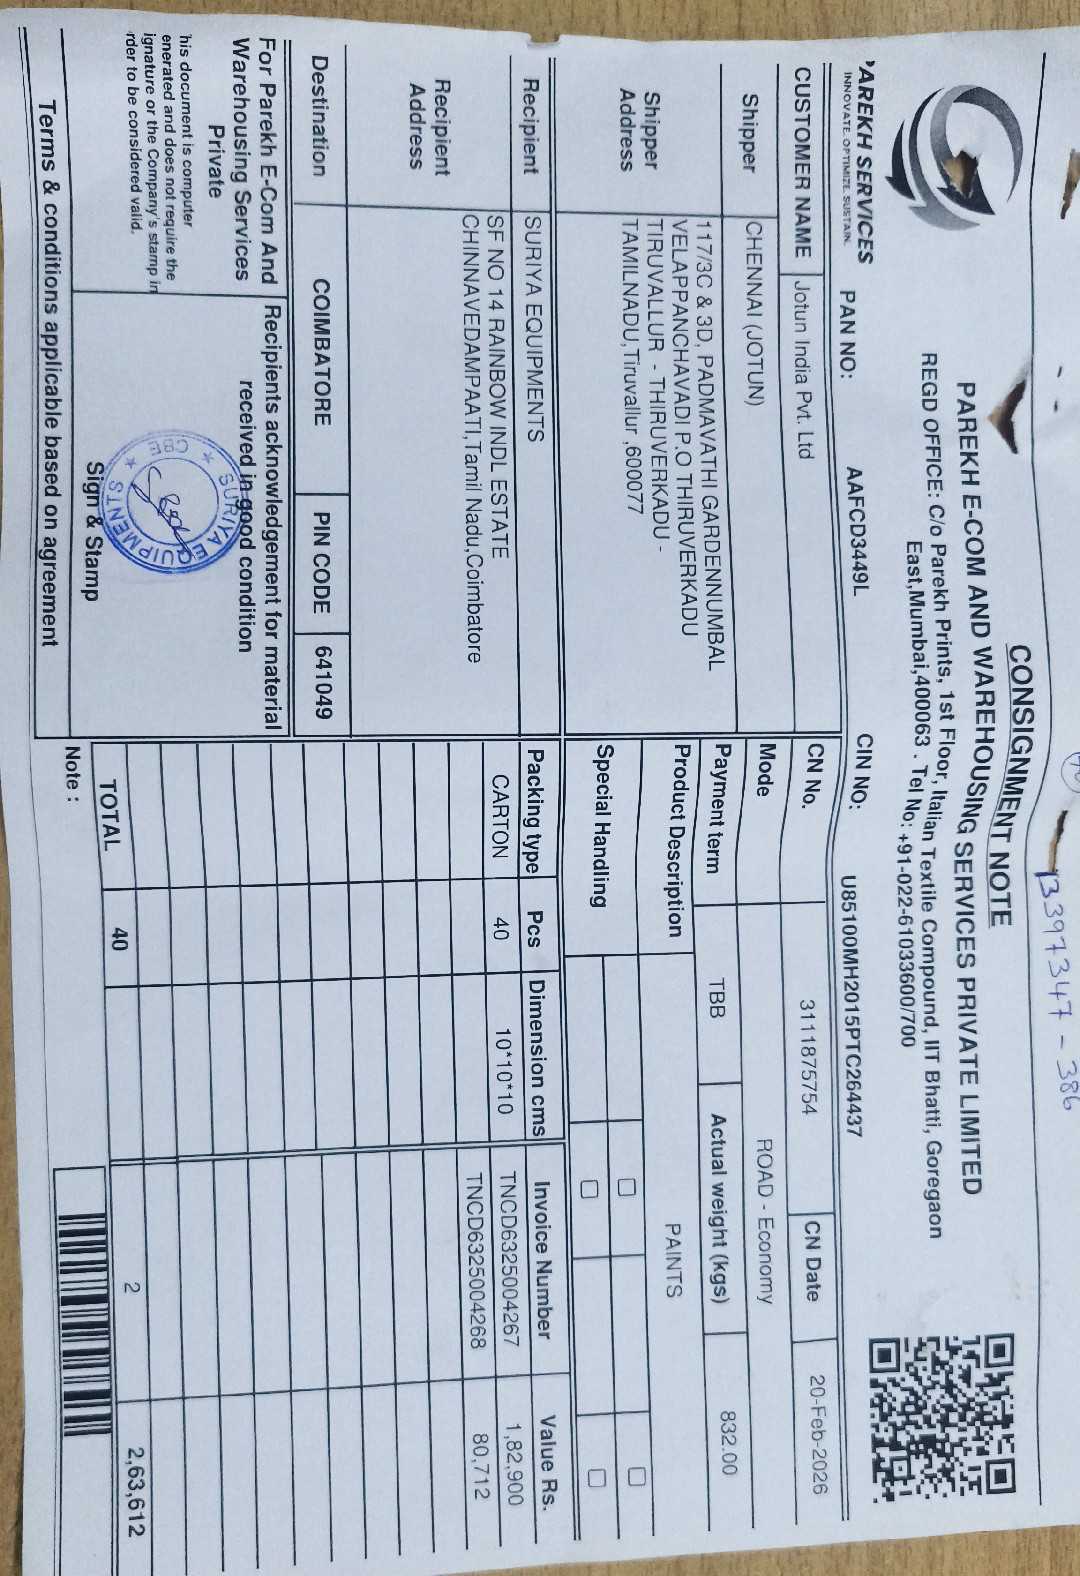 13397347 - 386
CONSIGNMENT NOTE
PAREKH E-COM AND WAREHOUSING SERVICES PRIVATE LIMITED
REGD OFFICE: C/o Parekh Prints, 1st Floor, Italian Textile Compound, IIT Bhatti, Goregaon
East,Mumbai,400063 . Tel No: +91-022-61033600/700
PAREKH SERVICES
INNOVATE. OPTIMIZE. SUSTAIN.
PAN NO: AAFCD3449L CIN NO: U85100MH2015PTC264437
CUSTOMER NAME Jotun India Pvt. Ltd
Shipper CHENNAI (JOTUN)
Shipper
Address
117/3C & 3D, PADMAVATHI GARDENNUMBAL
VELAPPANCHAVADI P.O THIRUVERKADU
TIRUVALLUR - THIRUVERKADU -
TAMILNADU,Tiruvallur ,600077
Recipient SURIYA EQUIPMENTS
Recipient
Address
SF NO 14 RAINBOW INDL ESTATE
CHINNAVEDAMPAATI,Tamil Nadu,Coimbatore
Destination COIMBATORE PIN CODE 641049
For Parekh E-Com And
Warehousing Services
Private
his document is computer
enerated and does not require the
ignature or the Company's stamp in
rder to be considered valid.
Recipients acknowledgement for material
received in good condition
SURIYA EQUIPMENTS
CBE
Sign & Stamp
Terms & conditions applicable based on agreement
CN No. 3111875754 CN Date 20-Feb-2026
Mode ROAD - Economy
Payment term TBB Actual weight (kgs) 832.00
Product Description PAINTS
Special Handling
Packing type Pcs Dimension cms Invoice Number Value Rs.
CARTON 40 10*10*10 TNCD6325004267 1,82,900
TNCD6325004268 80,712
TOTAL 40 2 2,63,612
Note :